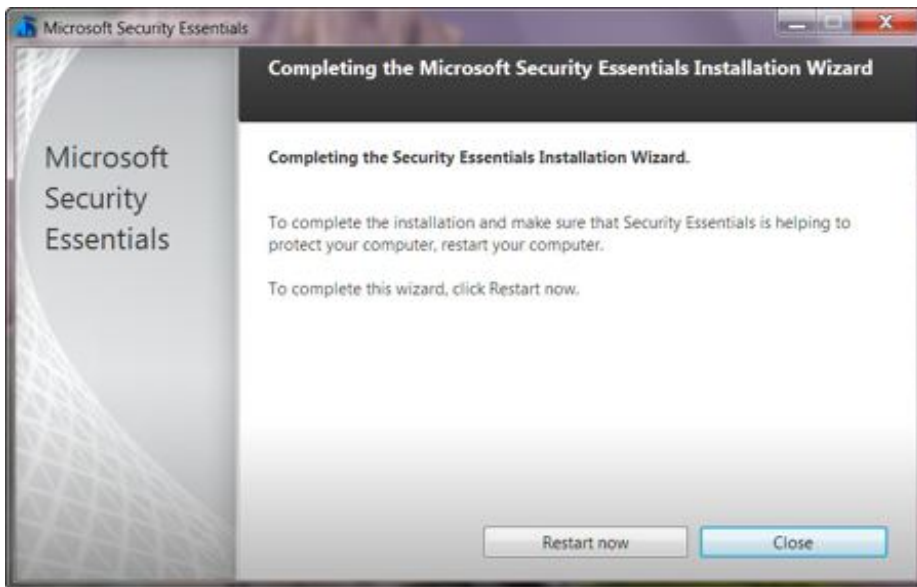 Microsoft Security Essentials
Completing the Microsoft Security Essentials Installation Wizard
Microsoft
Security
Essentials
Completing the Security Essentials Installation Wizard.
To complete the installation and make sure that Security Essentials is helping to
protect your computer, restart your computer.
To complete this wizard, click Restart now.
Restart now
Close